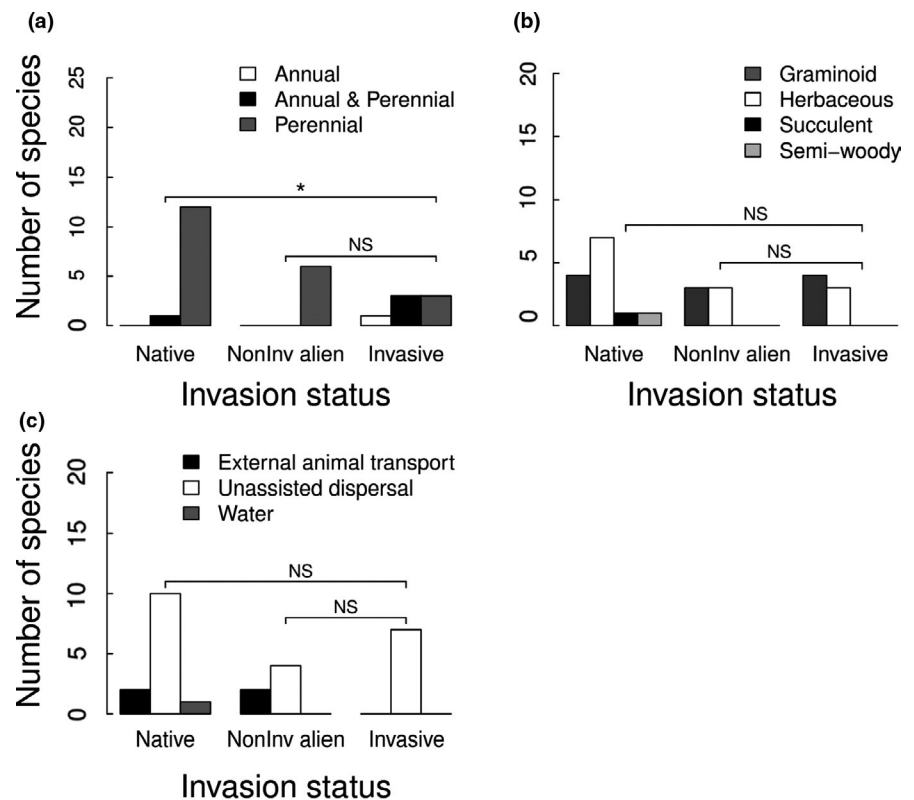 (a)
Number of species
25
20
15
10
5
0
Annual
Annual & Perennial
Perennial
*
NS
Native
NonInv alien
Invasive
Invasion status
(b)
Number of species
20
15
10
5
0
Graminoid
Herbaceous
Succulent
Semi-woody
NS
NS
Native
NonInv alien
Invasive
Invasion status
(c)
Number of species
20
15
10
5
0
External animal transport
Unassisted dispersal
Water
NS
NS
Native
NonInv alien
Invasive
Invasion status